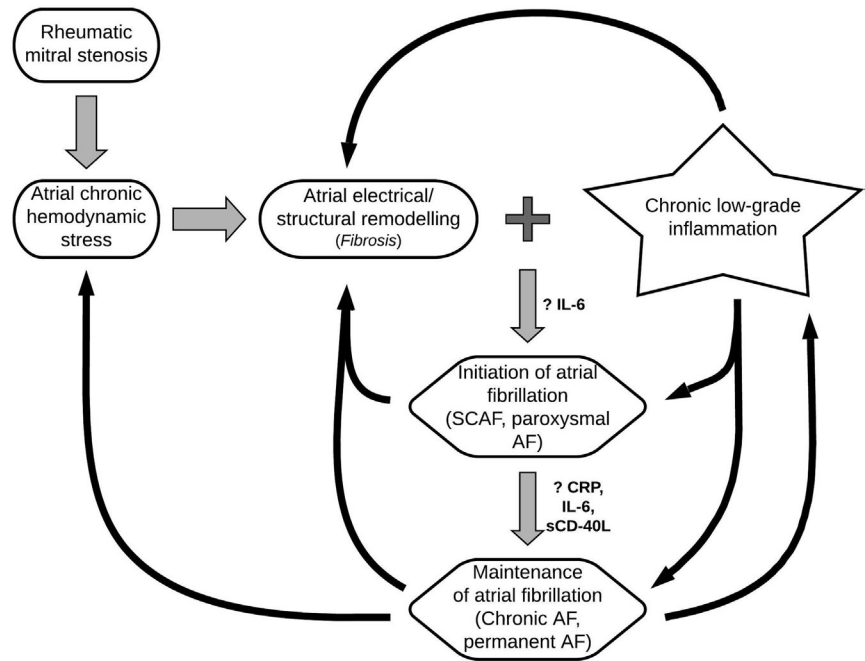 Rheumatic
mitral stenosis
Atrial chronic
hemodynamic
stress
Atrial electrical/
structural remodelling
(Fibrosis)
Chronic low-grade
inflammation
? IL-6
Initiation of atrial
fibrillation
(SCAF, paroxysmal
AF)
? CRP,
IL-6,
sCD-40L
Maintenance
of atrial fibrillation
(Chronic AF,
permanent AF)